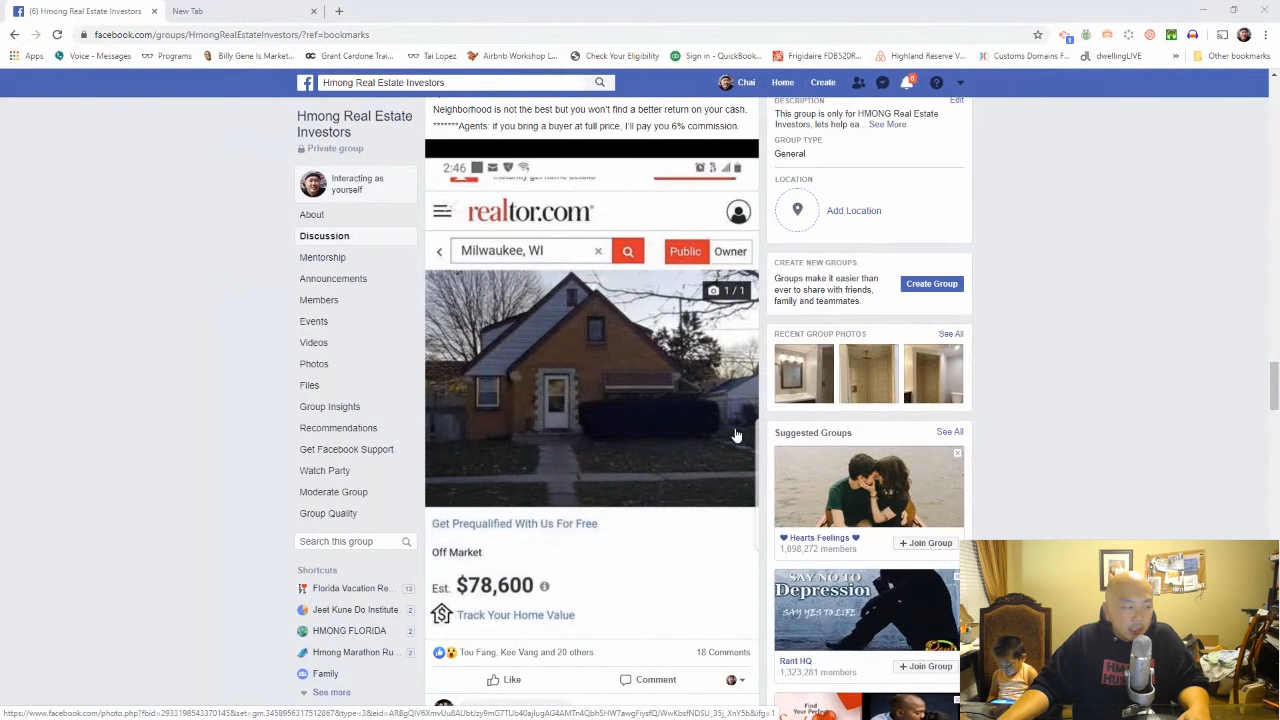 (6) Hmong Real Estate Investors
New Tab
facebook.com/groups/HmongRealEstateInvestors/?ref=bookmarks
Apps
Voice - Messages
Programs
Billy Gene Is Market...
Grant Cardone Trai...
Tai Lopez
Airbnb Workshop L...
Check Your Eligibility
Sign in - QuickBook...
Frigidaire FDB520R...
Highland Reserve V...
Customs Domains F...
dwellingLIVE
Other bookmarks
Hmong Real Estate Investors
Chai
Home
Create
6
Hmong Real Estate
Investors
Private group
Interacting as
yourself
About
Discussion
Mentorship
Announcements
Members
Events
Videos
Photos
Files
Group Insights
Recommendations
Get Facebook Support
Watch Party
Moderate Group
Group Quality
Search this group
Shortcuts
Florida Vacation Re... 13
Jeet Kune Do Institute 2
HMONG FLORIDA 2
Hmong Marathon Ru... 2
Family
See more
Neighborhood is not the best but you won't find a better return on your cash.
*******Agents: if you bring a buyer at full price, I'll pay 6% commission.
2:46
realtor.com
Milwaukee, WI
Public
Owner
1 / 1
Get Prequalified With Us For Free
Off Market
Est. $78,600
Track Your Home Value
Tou Fang, Kee Vang and 20 others
18 Comments
Like
Comment
DESCRIPTION
Edit
This group is only for HMONG Real Estate
Investors, lets help ea... See More
GROUP TYPE
General
LOCATION
Add Location
CREATE NEW GROUPS
Groups make it easier than
ever to share with friends,
family and teammates.
Create Group
RECENT GROUP PHOTOS
See All
Suggested Groups
See All
Hearts Feelings
1,098,272 members
+ Join Group
SAY NO TO
Depression
SAY YES TO LIFE
Rant HQ
1,323,281 members
+ Join Group
Find Your
Perfect